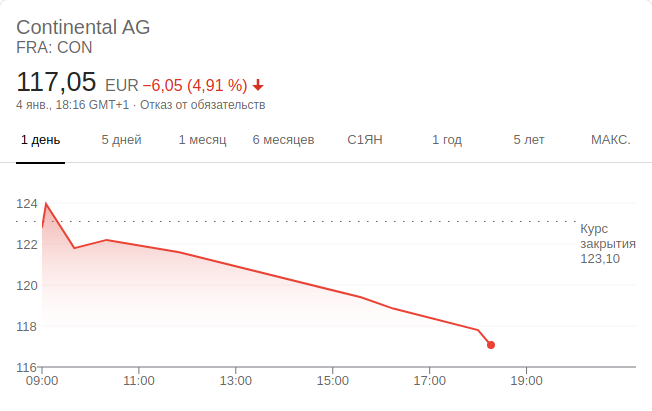 Continental AG
FRA: CON
117,05 EUR −6,05 (4,91 %)
4 янв., 18:16 GMT+1 · Отказ от обязательств
1 день 5 дней 1 месяц 6 месяцев С1ЯН 1 год 5 лет МАКС.
124
Курс
закрытия
123,10
122
120
118
116
09:00 11:00 13:00 15:00 17:00 19:00